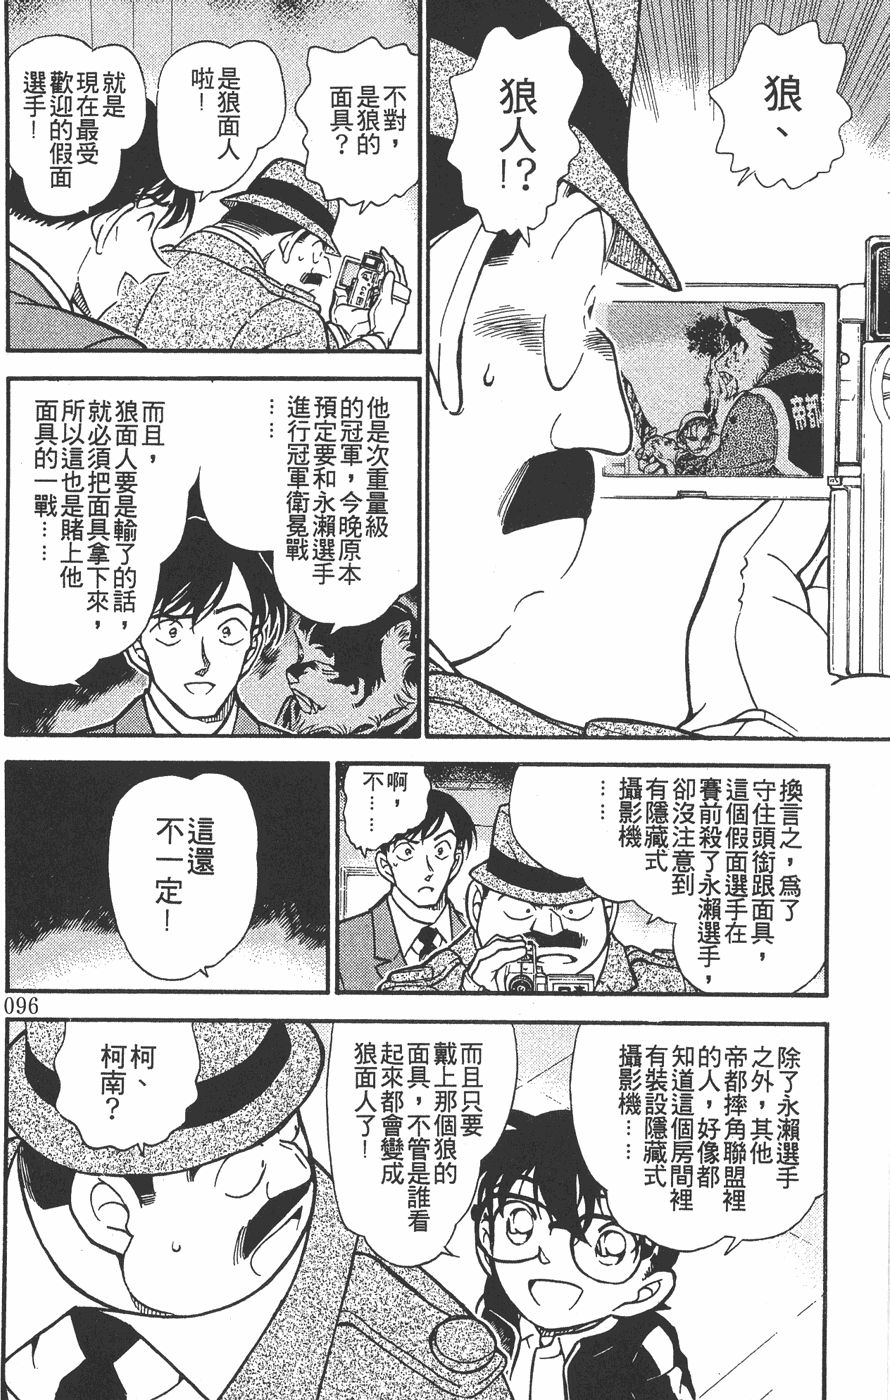 狼、
狼人!?
帝都
不對，
是狼的
面具？
是狼面人
啦！
就是
現在最受
歡迎的假面
選手！
他是次重量級
的冠軍，今晚原本
預定要和永瀨選手
進行冠軍衛冕戰
……
而且，
狼面人要是輸了的話，
就必須把面具拿下來，
所以這也是賭上他
面具的一戰……
換言之，為了
守住頭銜跟面具，
這個假面選手在
賽前殺了永瀨選手，
卻沒注意到
有隱藏式
攝影機
……
啊，
不……
這還
不一定！
096
除了永瀨選手
之外，其他
帝都摔角聯盟裡
的人，好像都
知道這個房間裡
有裝設隱藏式
攝影機……
而且只要
戴上那個狼的
面具，不管是誰看
起來都會變成
狼面人了！
柯、
柯南？